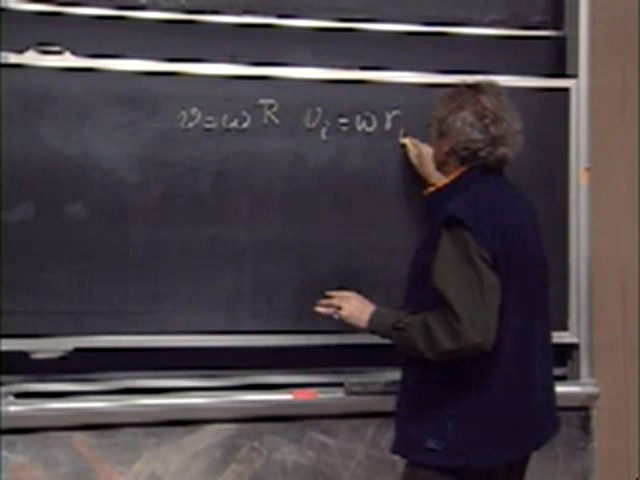 v = ω R   v_i = ω r_i